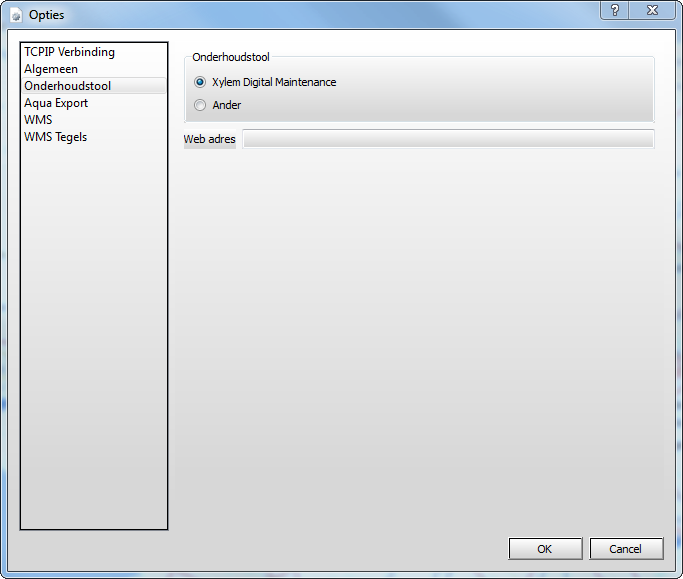 Opties
TCPIP Verbinding
Algemeen
Onderhoudstool
Aqua Export
WMS
WMS Tegels
Onderhoudstool
Xylem Digital Maintenance
Ander
Web adres
OK
Cancel